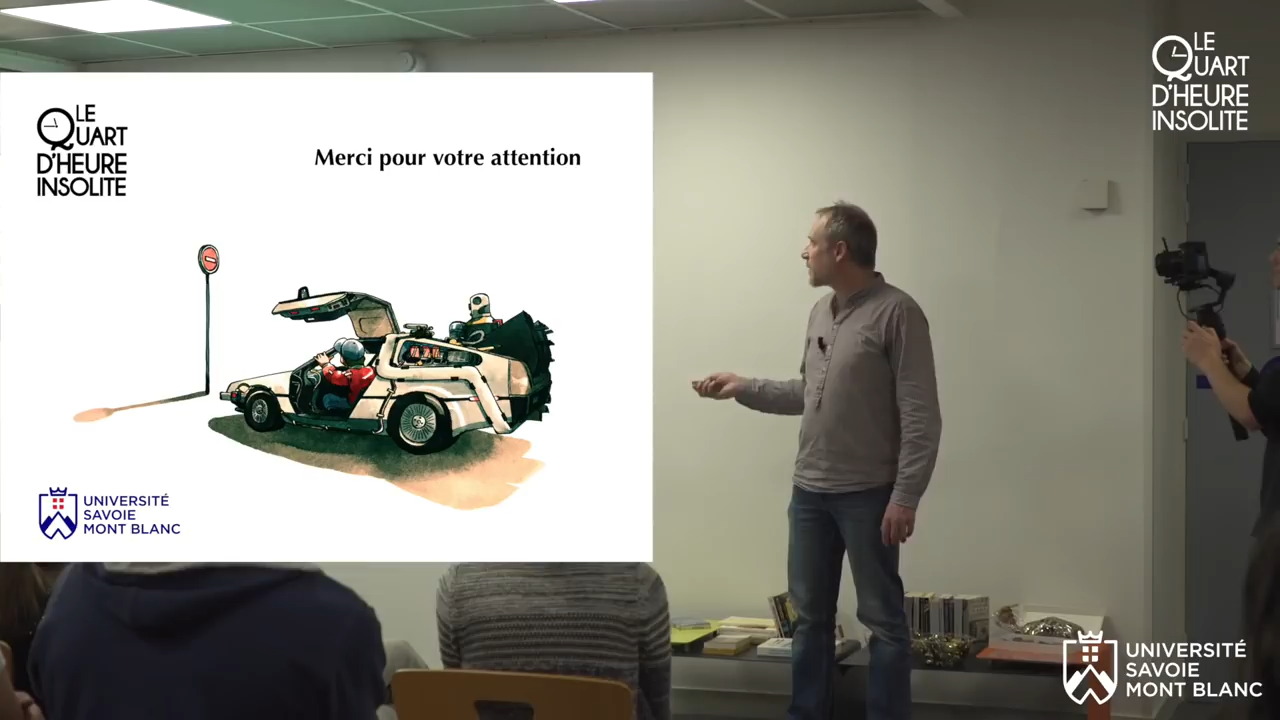 LE
QUART
D'HEURE
INSOLITE
Merci pour votre attention
UNIVERSITÉ
SAVOIE
MONT BLANC
LE
QUART
D'HEURE
INSOLITE
UNIVERSITÉ
SAVOIE
MONT BLANC